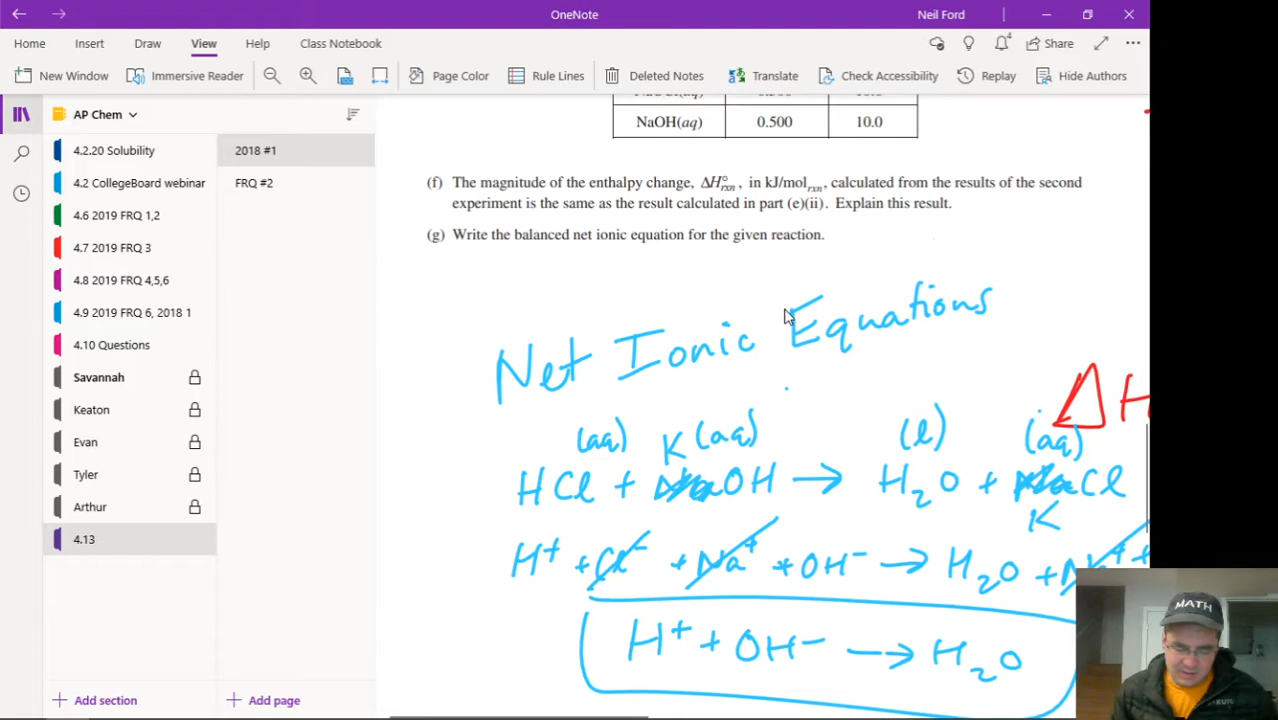 OneNote
Neil Ford
Home Insert Draw View Help Class Notebook
4
Share
New Window Immersive Reader Page Color Rule Lines Deleted Notes Translate Check Accessibility Replay Hide Authors
AP Chem
4.2.20 Solubility
4.2 CollegeBoard webinar
4.6 2019 FRQ 1,2
4.7 2019 FRQ 3
4.8 2019 FRQ 4,5,6
4.9 2019 FRQ 6, 2018 1
4.10 Questions
Savannah
Keaton
Evan
Tyler
Arthur
4.13
Add section
2018 #1
FRQ #2
Add page
NaOH(aq) 0.500 10.0
(f) The magnitude of the enthalpy change, ΔH°rxn, in kJ/molrxn, calculated from the results of the second
experiment is the same as the result calculated in part (e)(ii). Explain this result.
(g) Write the balanced net ionic equation for the given reaction.
Net Ionic Equations
ΔH
(aq) K (aq) (l) (aq)
HCl + NaOH → H₂O + NaCl
K
H⁺ + Cl⁻ + Na⁺ + OH⁻ → H₂O + Na⁺ +
H⁺ + OH⁻ → H₂O
MATH